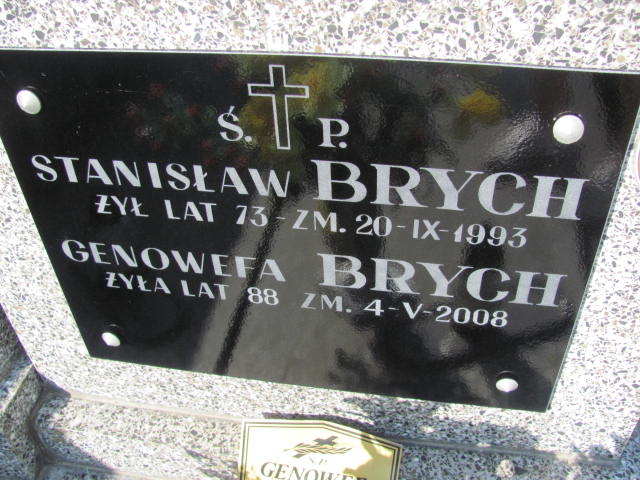 Ś. P.
STANISŁAW BRYCH
ŻYŁ LAT 73 - ZM. 20-IX-1993
GENOWEFA BRYCH
ŻYŁA LAT 88 ZM. 4-V-2008
Ś.P.